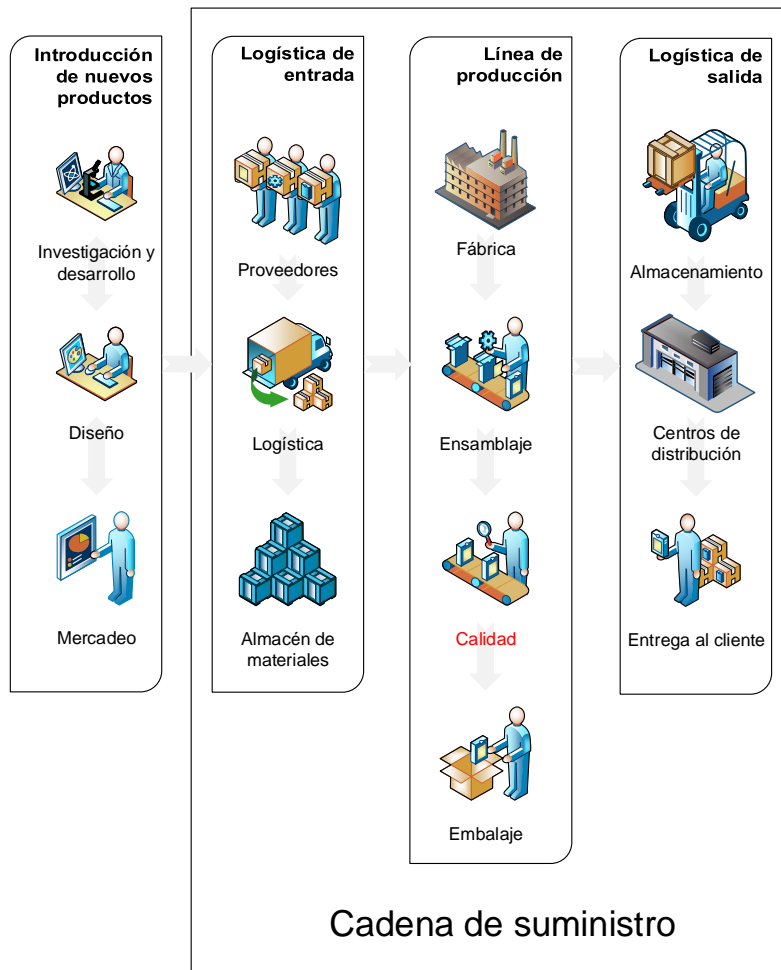 Introducción
de nuevos
productos
Investigación y
desarrollo
Diseño
Mercadeo
Logística de
entrada
Proveedores
Logística
Almacén de
materiales
Línea de
producción
Fábrica
Ensamblaje
Calidad
Embalaje
Logística de
salida
Almacenamiento
Centros de
distribución
Entrega al cliente
Cadena de suministro